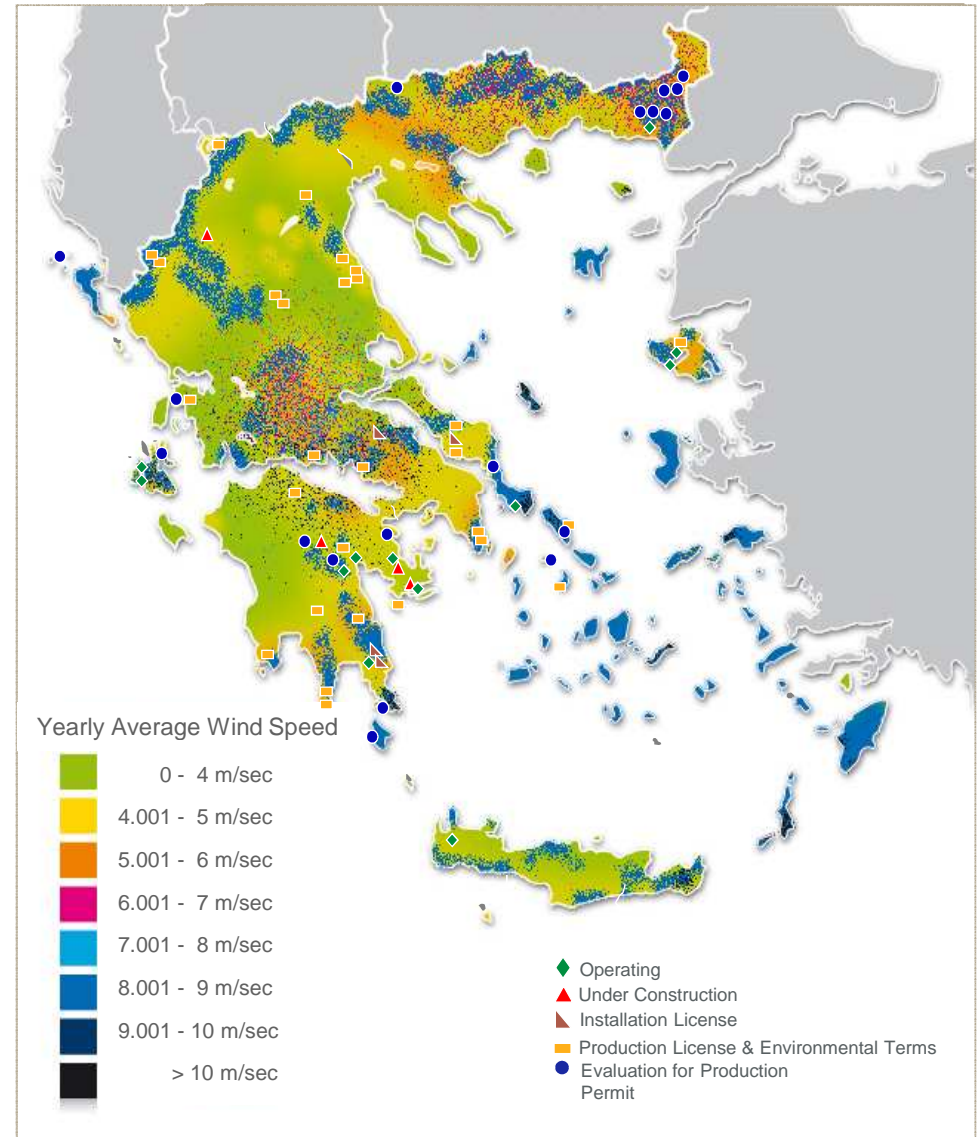 Yearly Average Wind Speed
0 - 4 m/sec
4.001 - 5 m/sec
5.001 - 6 m/sec
6.001 - 7 m/sec
7.001 - 8 m/sec
8.001 - 9 m/sec
9.001 - 10 m/sec
> 10 m/sec
Operating
Under Construction
Installation License
Production License & Environmental Terms
Evaluation for Production
Permit